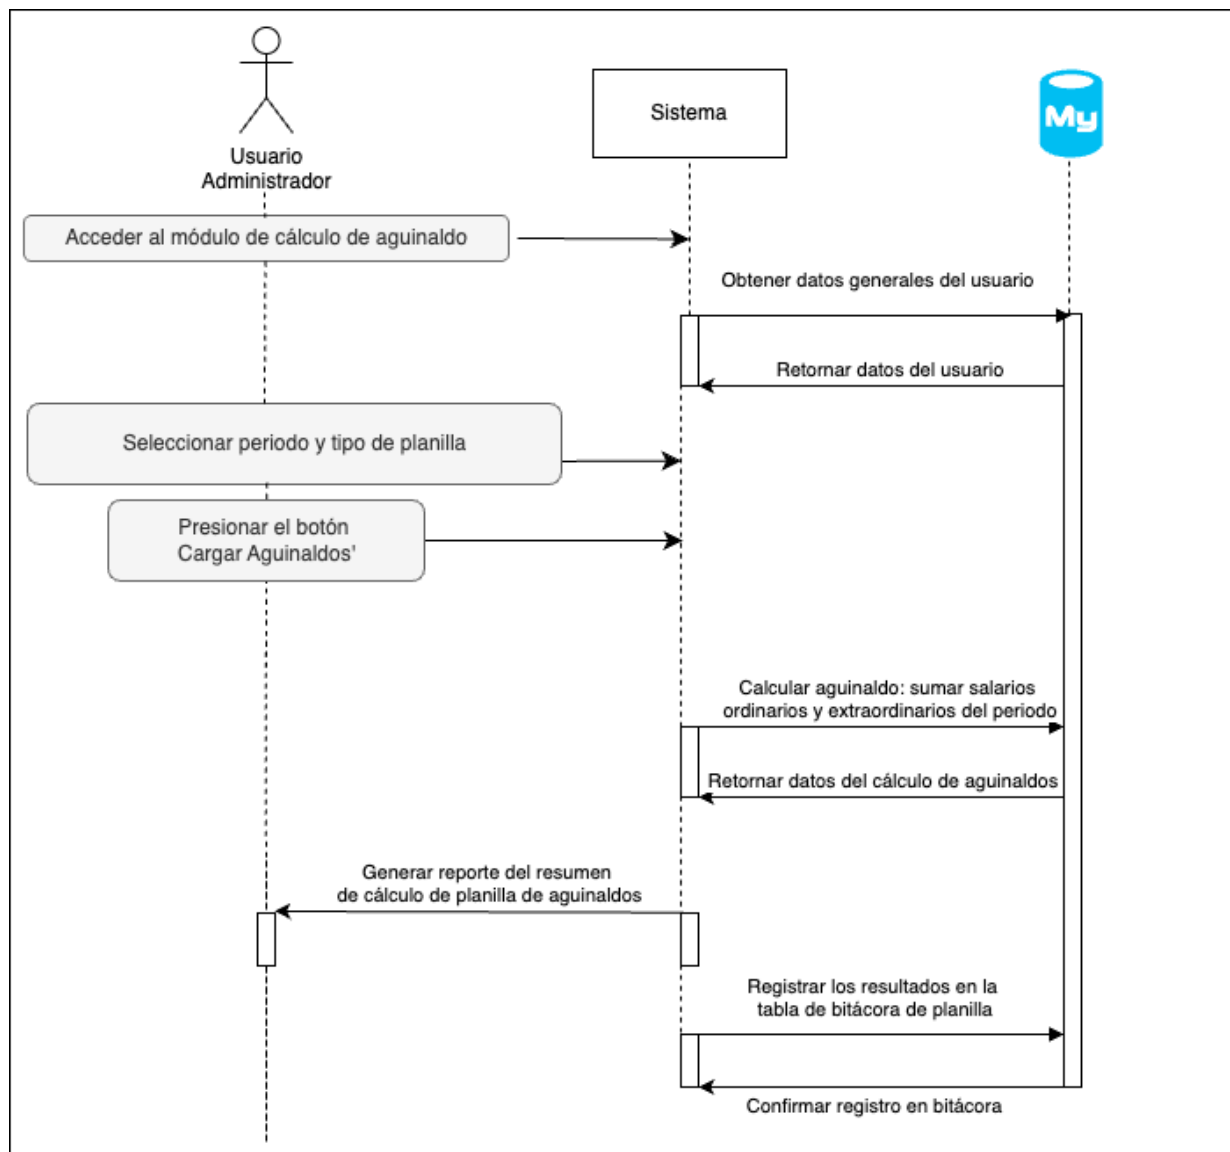 Usuario
Administrador
Sistema
My
Acceder al módulo de cálculo de aguinaldo
Obtener datos generales del usuario
Retornar datos del usuario
Seleccionar periodo y tipo de planilla
Presionar el botón
Cargar Aguinaldos'
Calcular aguinaldo: sumar salarios
ordinarios y extraordinarios del periodo
Retornar datos del cálculo de aguinaldos
Generar reporte del resumen
de cálculo de planilla de aguinaldos
Registrar los resultados en la
tabla de bitácora de planilla
Confirmar registro en bitácora